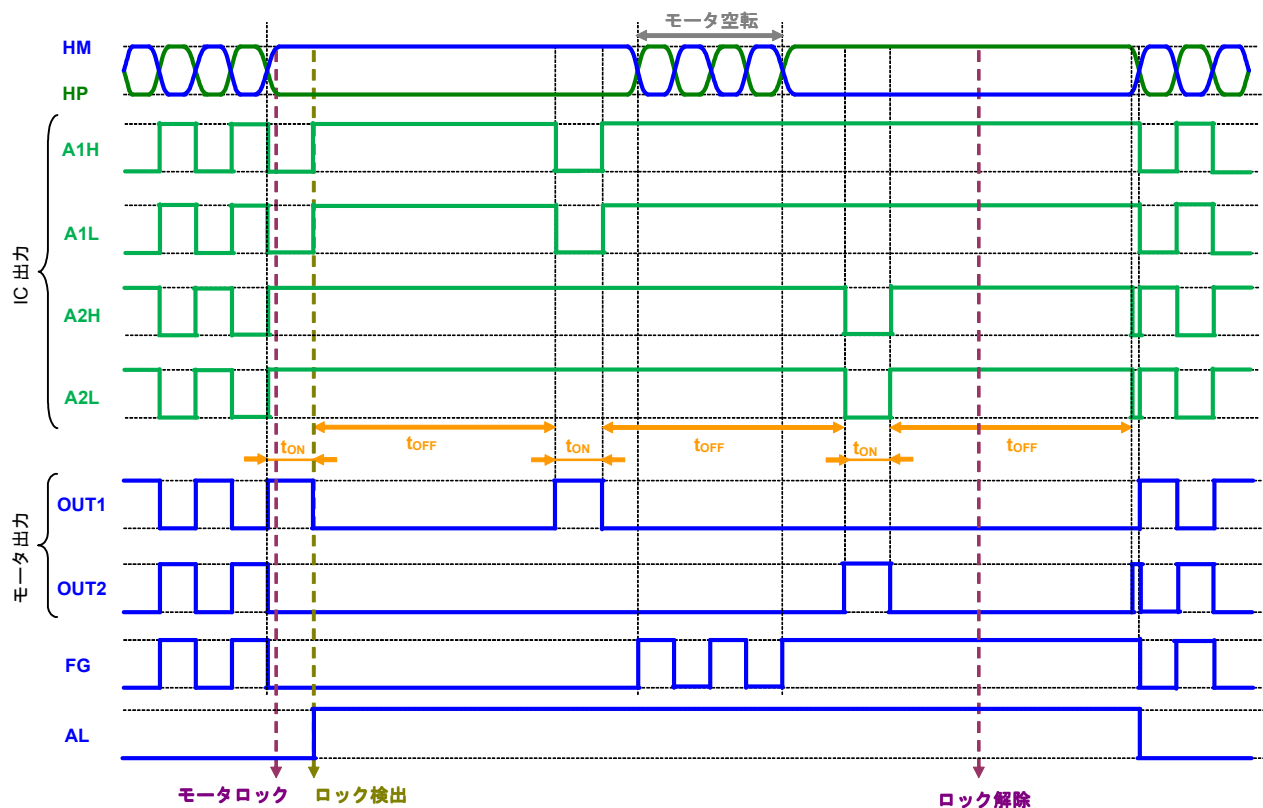 モータ空転
HM
HP
A1H
A1L
A2H
A2L
IC 出力
tON
tOFF
tON
tOFF
tON
tOFF
OUT1
OUT2
モータ出力
FG
AL
モータロック
ロック検出
ロック解除